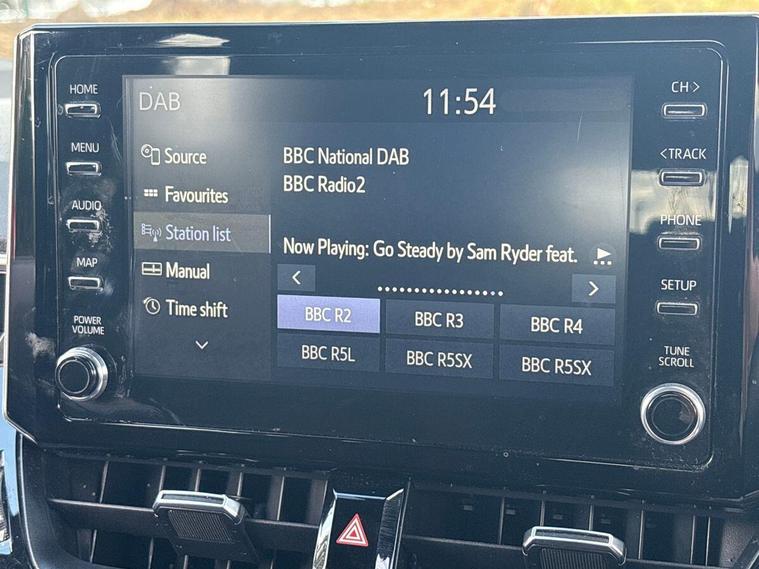 HOME
MENU
AUDIO
MAP
POWER
VOLUME
DAB
11:54
Source
Favourites
Station list
Manual
Time shift
BBC National DAB
BBC Radio2
Now Playing: Go Steady by Sam Ryder feat.
BBC R2 BBC R3 BBC R4
BBC R5L BBC R5SX BBC R5SX
CH >
< TRACK
PHONE
SETUP
TUNE
SCROLL